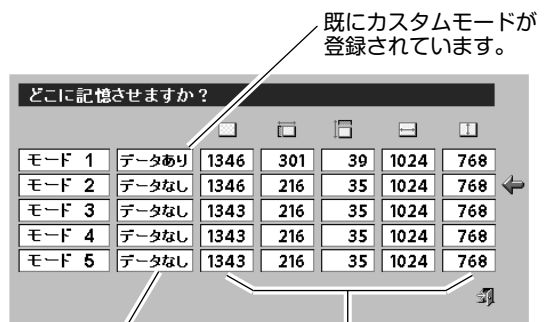 既にカスタムモードが
登録されています。
どこに記憶させますか?
モード 1 データあり 1346 301 39 1024 768
モード 2 データなし 1346 216 35 1024 768
モード 3 データなし 1343 216 35 1024 768
モード 4 データなし 1343 216 35 1024 768
モード 5 データなし 1343 216 35 1024 768